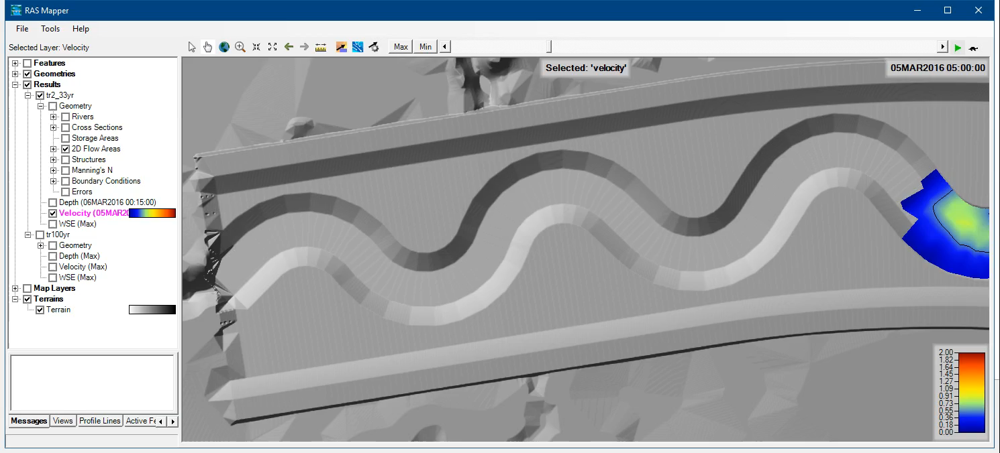 RAS Mapper
File Tools Help
Selected Layer: Velocity
Max Min
Features
Geometries
Results
tr2_33yr
Geometry
Rivers
Cross Sections
Storage Areas
2D Flow Areas
Structures
Manning's N
Boundary Conditions
Errors
Depth (06MAR2016 00:15:00)
Velocity (05MAR20
WSE (Max)
tr100yr
Geometry
Depth (Max)
Velocity (Max)
WSE (Max)
Map Layers
Terrains
Terrain
Messages Views Profile Lines Active Fe
Selected: 'velocity'
05MAR2016 05:00:00
2.00
1.82
1.64
1.45
1.27
1.09
0.91
0.73
0.55
0.36
0.18
0.00